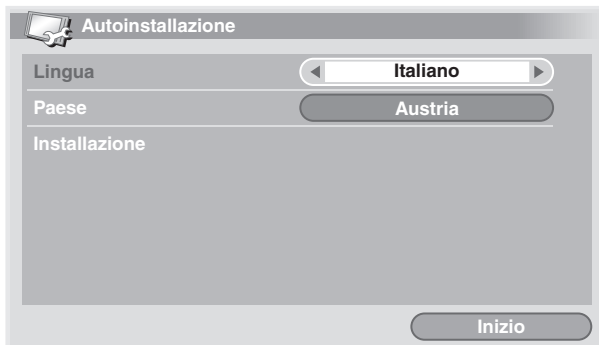 Autoinstallazione
Lingua Italiano
Paese Austria
Installazione
Inizio